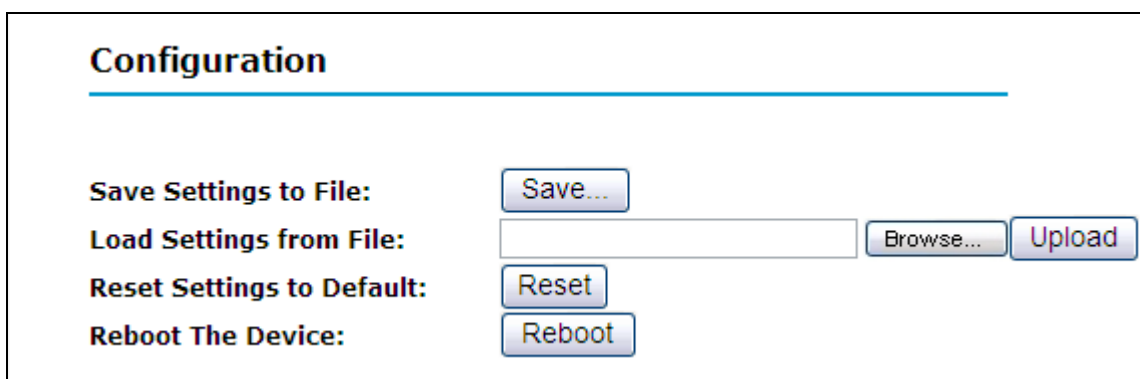 Configuration
Save Settings to File: Save...
Load Settings from File: Browse... Upload
Reset Settings to Default: Reset
Reboot The Device: Reboot